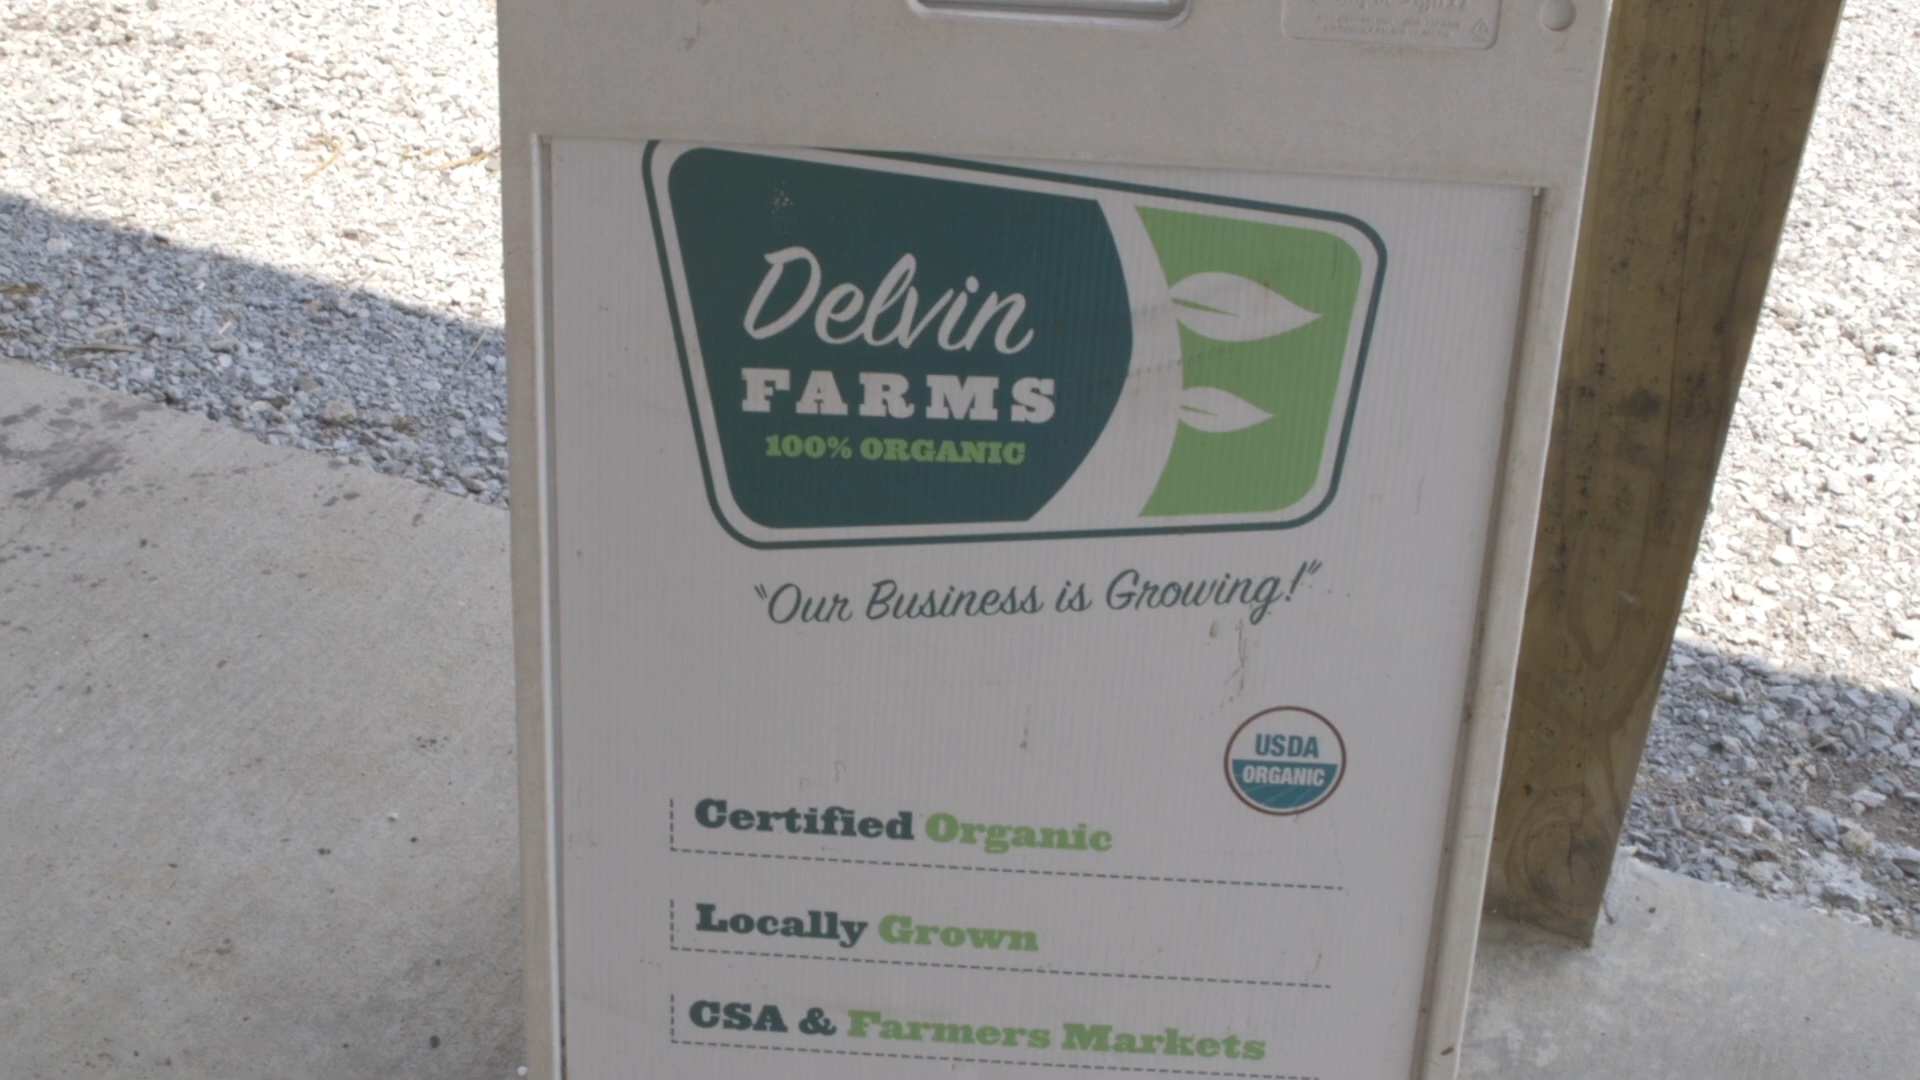 Delvin
FARMS
100% ORGANIC
"Our Business is Growing!"
USDA
ORGANIC
Certified Organic
Locally Grown
CSA & Farmers Markets